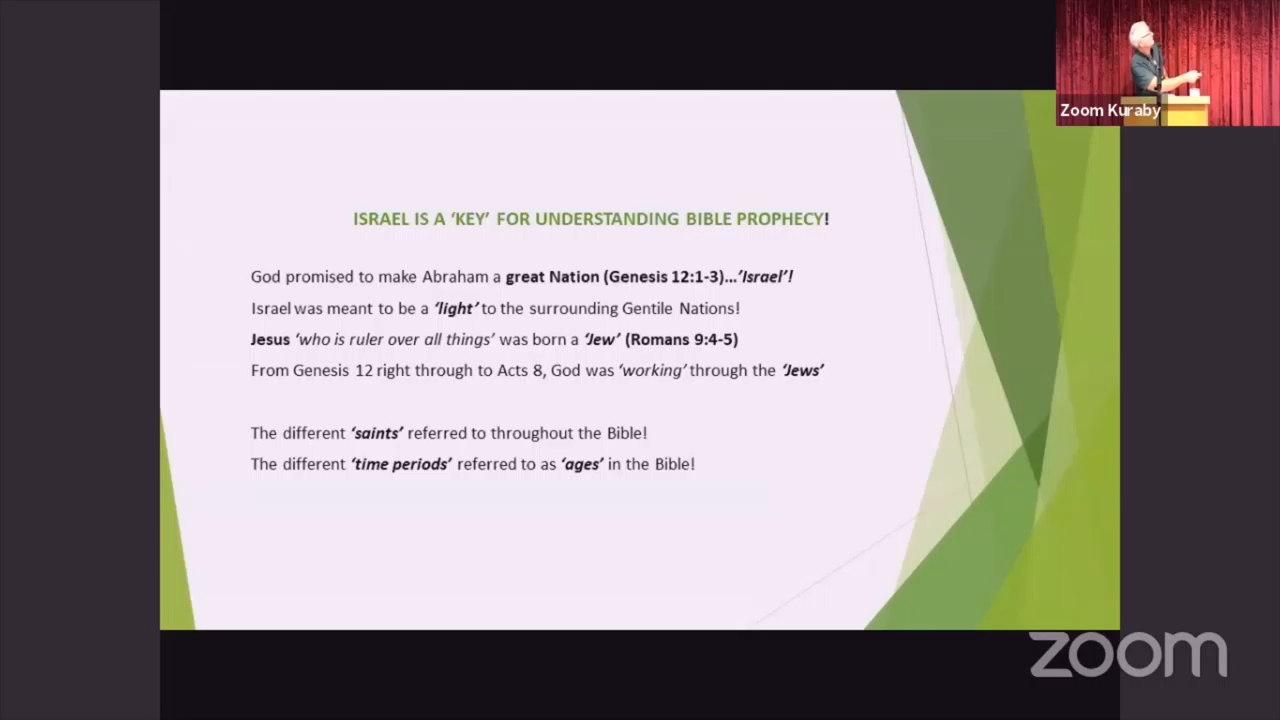 Zoom Kuraby
ISRAEL IS A ‘KEY’ FOR UNDERSTANDING BIBLE PROPHECY!
God promised to make Abraham a great Nation (Genesis 12:1-3)...’Israel’!
Israel was meant to be a ‘light’ to the surrounding Gentile Nations!
Jesus ‘who is ruler over all things’ was born a ‘Jew’ (Romans 9:4-5)
From Genesis 12 right through to Acts 8, God was ‘working’ through the ‘Jews’
The different ‘saints’ referred to throughout the Bible!
The different ‘time periods’ referred to as ‘ages’ in the Bible!
zoom